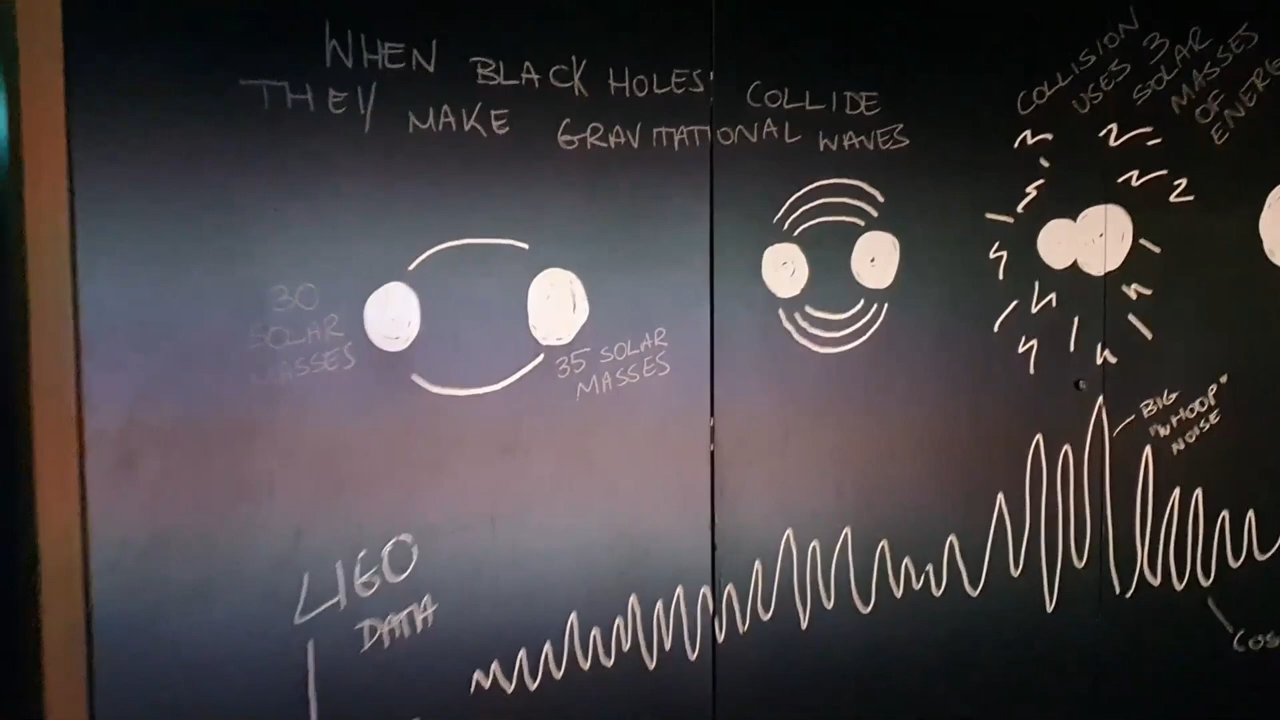 WHEN BLACK HOLES COLLIDE
THEY MAKE GRAVITATIONAL WAVES
COLLISION
USES 3
SOLAR
MASSES
OF
30
SOLAR
MASSES
35 SOLAR
MASSES
BIG
"WHOOP"
NOISE
LIGO
DATA